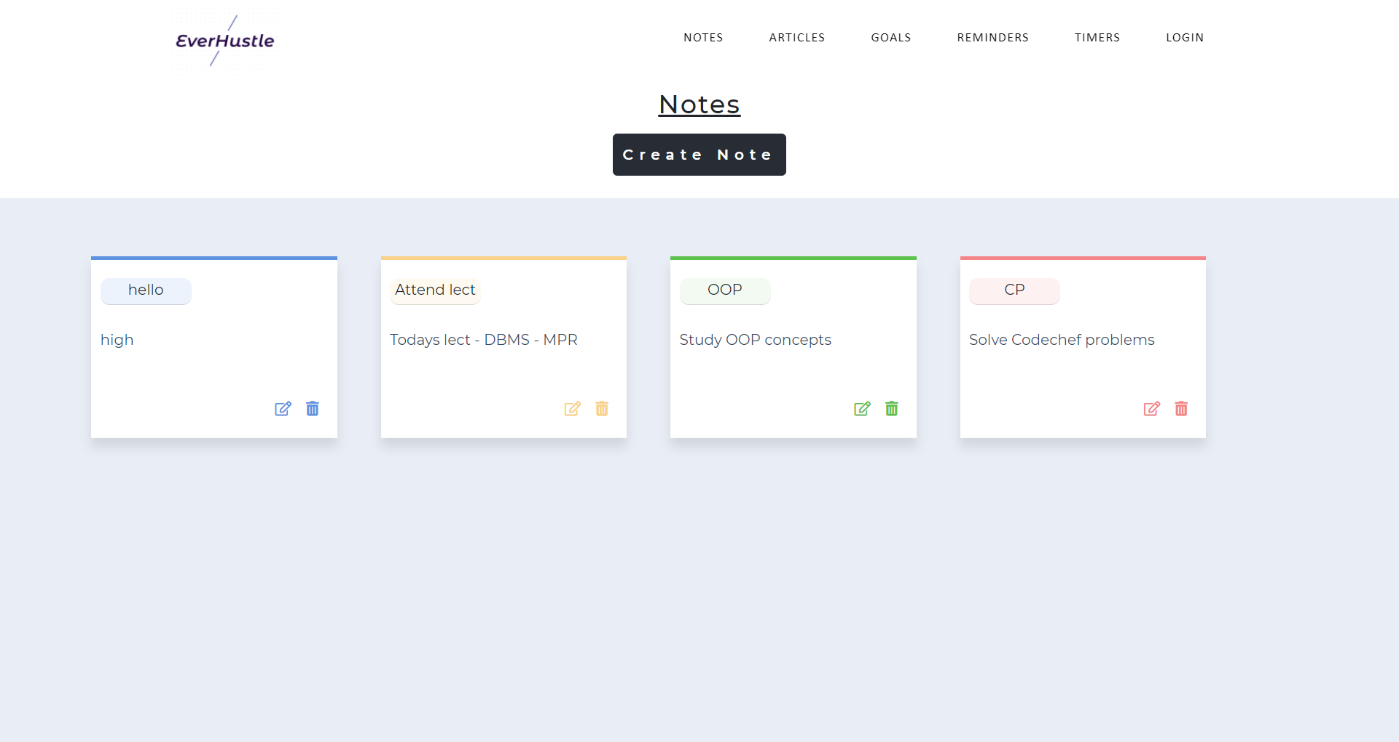 EverHustle
NOTES ARTICLES GOALS REMINDERS TIMERS LOGIN
Notes
Create Note
hello
high
Attend lect
Todays lect - DBMS - MPR
OOP
Study OOP concepts
CP
Solve Codechef problems